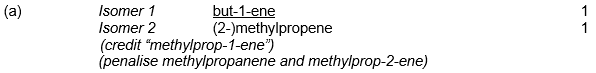 (a) Isomer 1 but-1-ene 1
Isomer 2 (2-)methylpropene 1
(credit “methylprop-1-ene”)
(penalise methylpropanene and methylprop-2-ene)